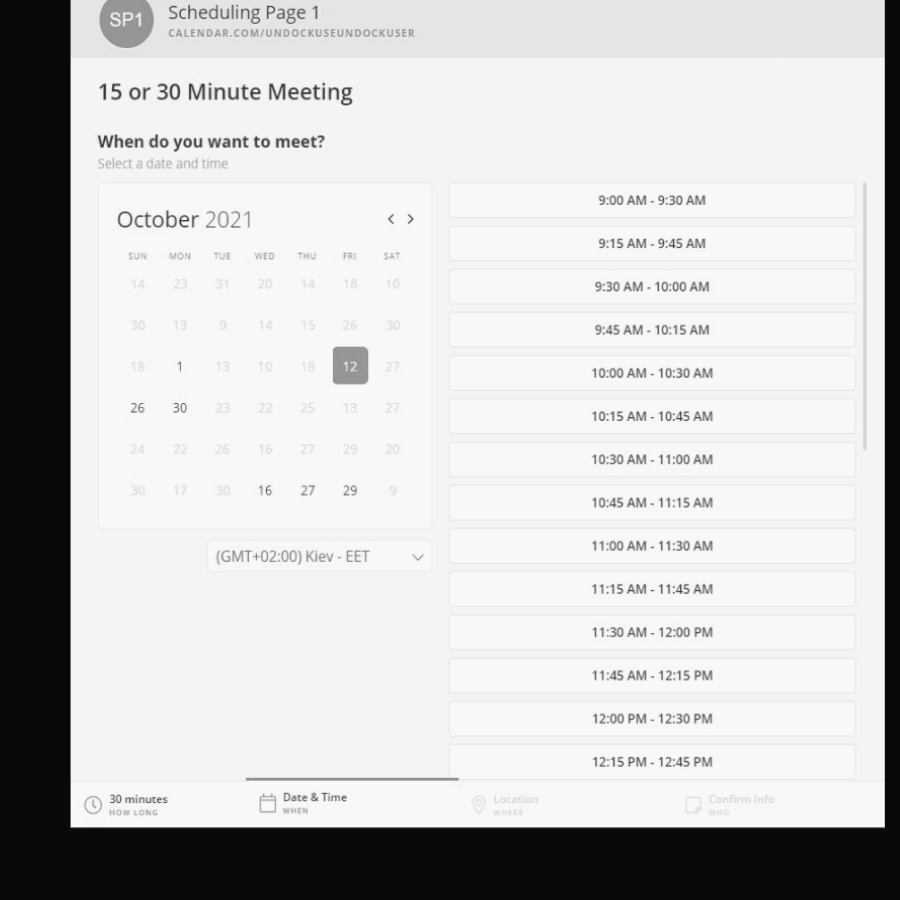 SP1
Scheduling Page 1
CALENDAR.COM/UNDOCKUSEUNDOCKUSER
15 or 30 Minute Meeting
When do you want to meet?
Select a date and time
October 2021
SUN MON TUE WED THU FRI SAT
14 23 31 20 14 18 10
30 13 9 14 15 26 30
18 1 13 10 18 12 27
26 30 23 22 25 13 27
24 22 26 16 27 29 20
30 17 30 16 27 29 9
(GMT+02:00) Kiev - EET
9:00 AM - 9:30 AM
9:15 AM - 9:45 AM
9:30 AM - 10:00 AM
9:45 AM - 10:15 AM
10:00 AM - 10:30 AM
10:15 AM - 10:45 AM
10:30 AM - 11:00 AM
10:45 AM - 11:15 AM
11:00 AM - 11:30 AM
11:15 AM - 11:45 AM
11:30 AM - 12:00 PM
11:45 AM - 12:15 PM
12:00 PM - 12:30 PM
12:15 PM - 12:45 PM
30 minutes
HOW LONG
Date & Time
WHEN
Location
WHERE
Confirm Info
WHO